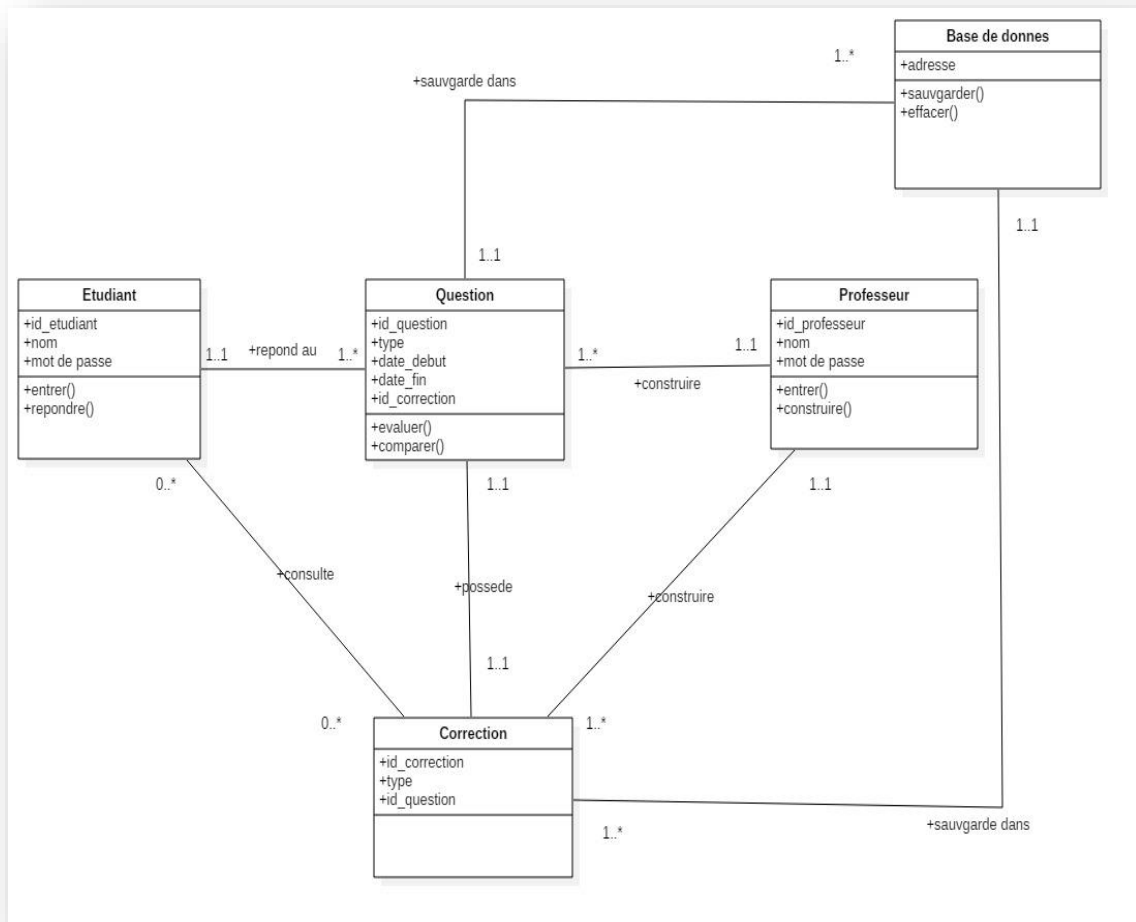 Base de donnes
1..*
+adresse
+sauvgarde dans
+sauvgarder()
+effacer()
1..1
1..1
Etudiant
Question
Professeur
+id_etudiant
+nom
+mot de passe
+entrer()
+repondre()
1..1
+repond au
1..*
+id_question
+type
+date_debut
+date_fin
+id_correction
+evaluer()
+comparer()
1..*
+construire
1..1
+id_professeur
+nom
+mot de passe
+entrer()
+construire()
0..*
1..1
1..1
+consulte
+possede
+construire
1..1
0..*
1..*
Correction
+id_correction
+type
+id_question
1..*
+sauvgarde dans